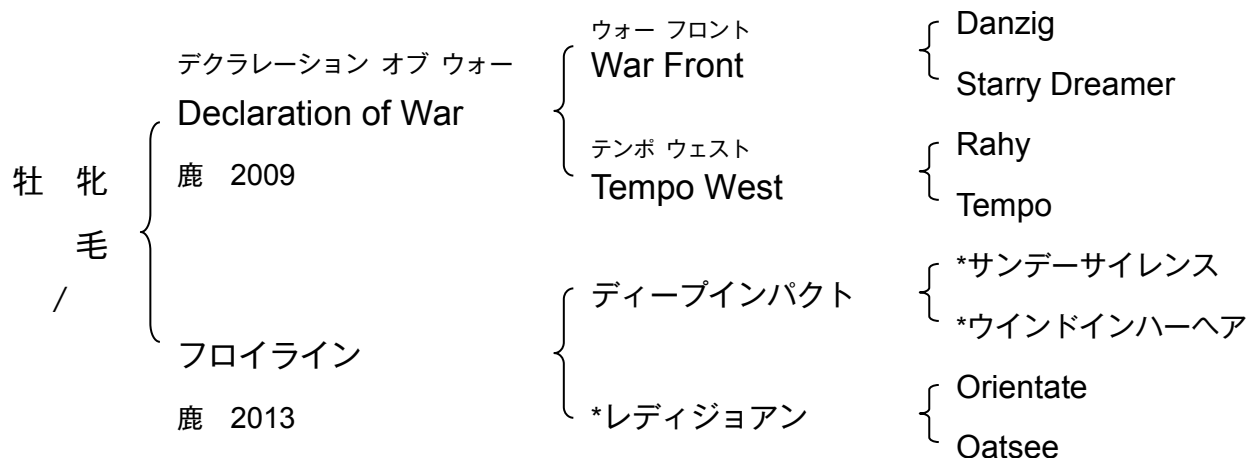 牡 牝
毛
/
デクラレーション オブ ウォー
Declaration of War
鹿 2009
フロイライン
鹿 2013
ウォー フロント
War Front
テンポ ウェスト
Tempo West
ディープインパクト
*レディジョアン
Danzig
Starry Dreamer
Rahy
Tempo
*サンデーサイレンス
*ウインドインハーヘア
Orientate
Oatsee